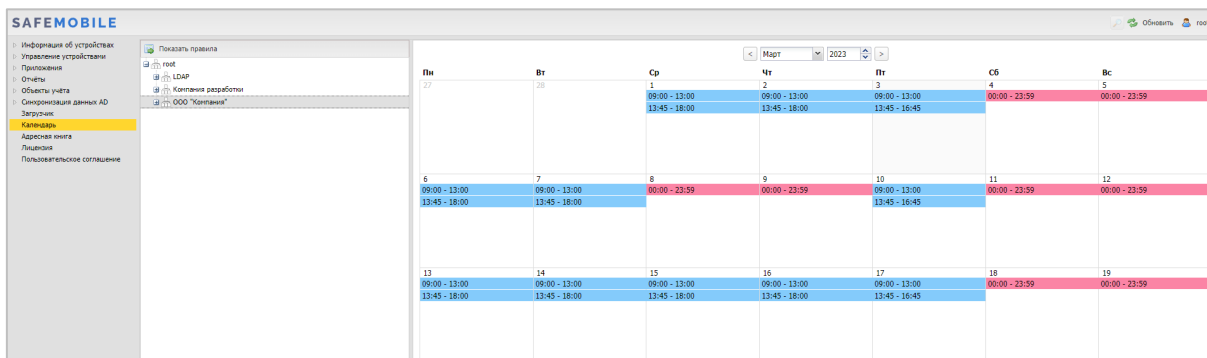 SAFEMOBILE
Обновить root
Информация об устройствах
Управление устройствами
Приложения
Отчёты
Объекты учёта
Синхронизация данных AD
Загрузчик
Календарь
Адресная книга
Лицензия
Пользовательское соглашение
Показать правила
root
LDAP
Компания разработки
ООО "Компания"
< Март 2023 >
Пн Вт Ср Чт Пт Сб Вс
27 28 1 2 3 4 5
09:00 - 13:00 09:00 - 13:00 09:00 - 13:00 00:00 - 23:59 00:00 - 23:59
13:45 - 18:00 13:45 - 18:00 13:45 - 16:45
6 7 8 9 10 11 12
09:00 - 13:00 09:00 - 13:00 00:00 - 23:59 00:00 - 23:59 09:00 - 13:00 00:00 - 23:59 00:00 - 23:59
13:45 - 18:00 13:45 - 18:00 13:45 - 16:45
13 14 15 16 17 18 19
09:00 - 13:00 09:00 - 13:00 09:00 - 13:00 09:00 - 13:00 09:00 - 13:00 00:00 - 23:59 00:00 - 23:59
13:45 - 18:00 13:45 - 18:00 13:45 - 18:00 13:45 - 18:00 13:45 - 16:45